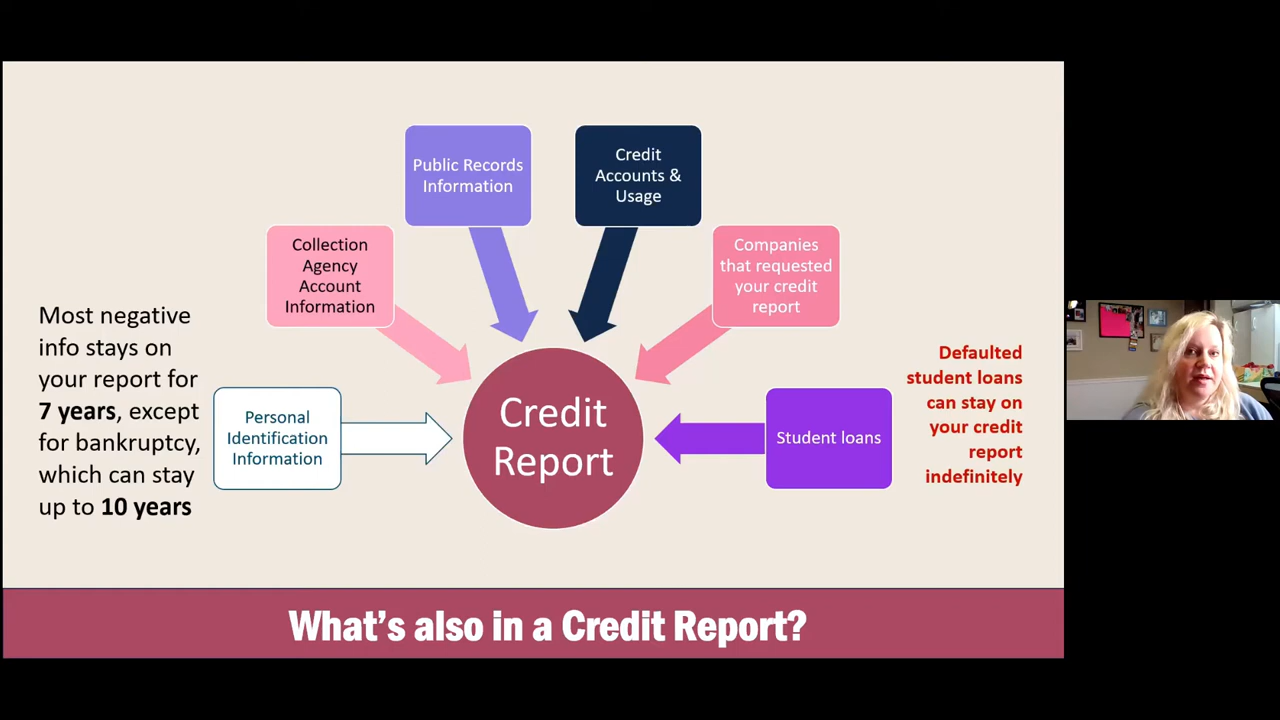 Public Records
Information
Credit
Accounts &
Usage
Collection
Agency
Account
Information
Companies
that requested
your credit
report
Most negative
info stays on
your report for
7 years, except
for bankruptcy,
which can stay
up to 10 years
Personal
Identification
Information
Credit
Report
Student loans
Defaulted
student loans
can stay on
your credit
report
indefinitely
What's also in a Credit Report?